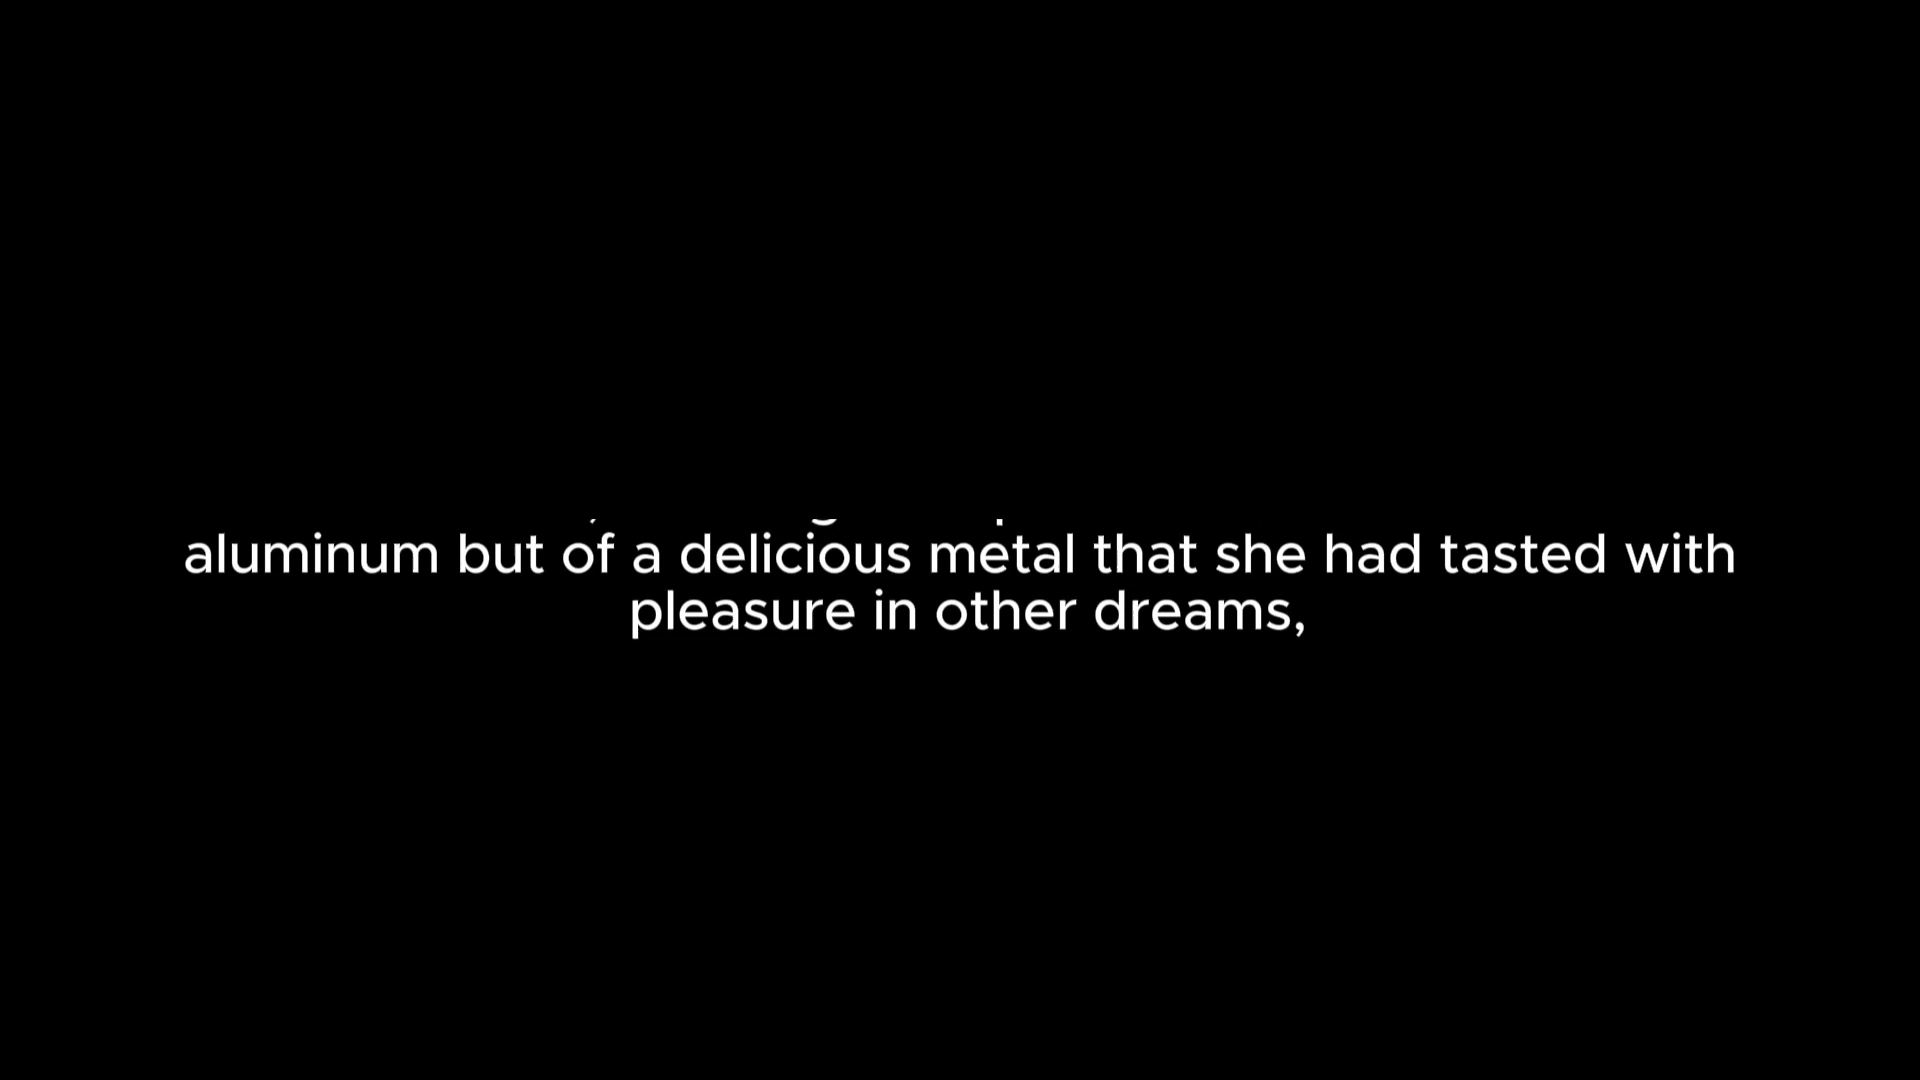 aluminum but of a delicious metal that she had tasted with
pleasure in other dreams,